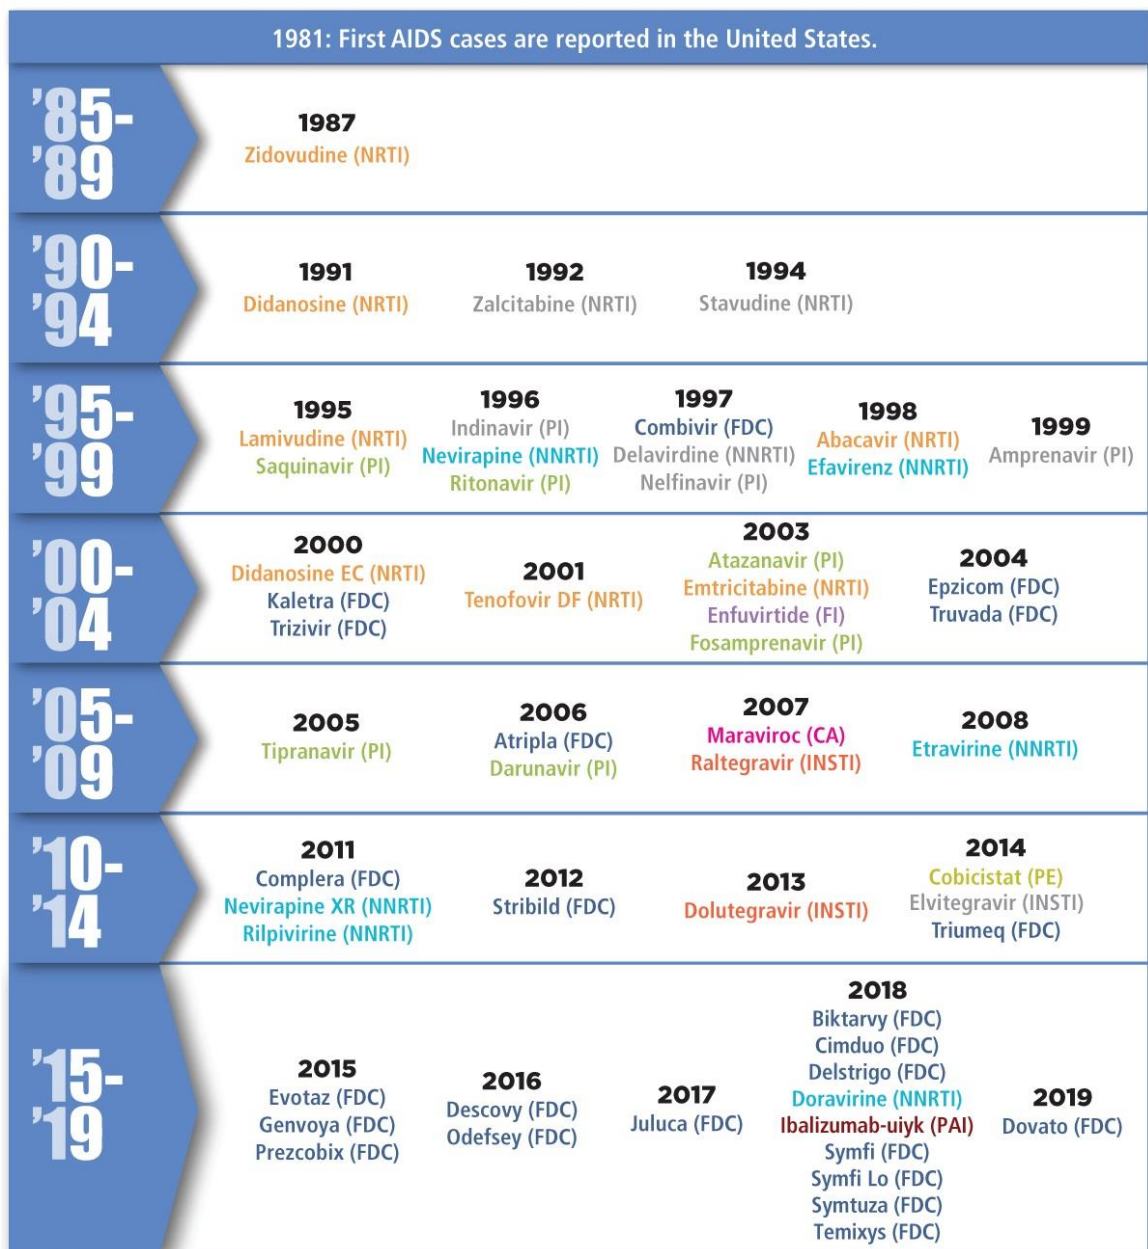 1981: First AIDS cases are reported in the United States.
'85-
'89
1987
Zidovudine (NRTI)
'90-
'94
1991
Didanosine (NRTI)
1992
Zalcitabine (NRTI)
1994
Stavudine (NRTI)
'95-
'99
1995
Lamivudine (NRTI)
Saquinavir (PI)
1996
Indinavir (PI)
Nevirapine (NNRTI)
Ritonavir (PI)
1997
Combivir (FDC)
Delavirdine (NNRTI)
Nelfinavir (PI)
1998
Abacavir (NRTI)
Efavirenz (NNRTI)
1999
Amprenavir (PI)
'00-
'04
2000
Didanosine EC (NRTI)
Kaletra (FDC)
Trizivir (FDC)
2001
Tenofovir DF (NRTI)
2003
Atazanavir (PI)
Emtricitabine (NRTI)
Enfuvirtide (FI)
Fosamprenavir (PI)
2004
Epzicom (FDC)
Truvada (FDC)
'05-
'09
2005
Tipranavir (PI)
2006
Atripla (FDC)
Darunavir (PI)
2007
Maraviroc (CA)
Raltegravir (INSTI)
2008
Etravirine (NNRTI)
'10-
'14
2011
Complera (FDC)
Nevirapine XR (NNRTI)
Rilpivirine (NNRTI)
2012
Stribild (FDC)
2013
Dolutegravir (INSTI)
2014
Cobicistat (PE)
Elvitegravir (INSTI)
Triumeq (FDC)
'15-
'19
2015
Evotaz (FDC)
Genvoya (FDC)
Prezcobix (FDC)
2016
Descovy (FDC)
Odefsey (FDC)
2017
Juluca (FDC)
2018
Biktarvy (FDC)
Cimduo (FDC)
Delstrigo (FDC)
Doravirine (NNRTI)
Ibalizumab-uiyk (PAI)
Symfi (FDC)
Symfi Lo (FDC)
Symtuza (FDC)
Temixys (FDC)
2019
Dovato (FDC)